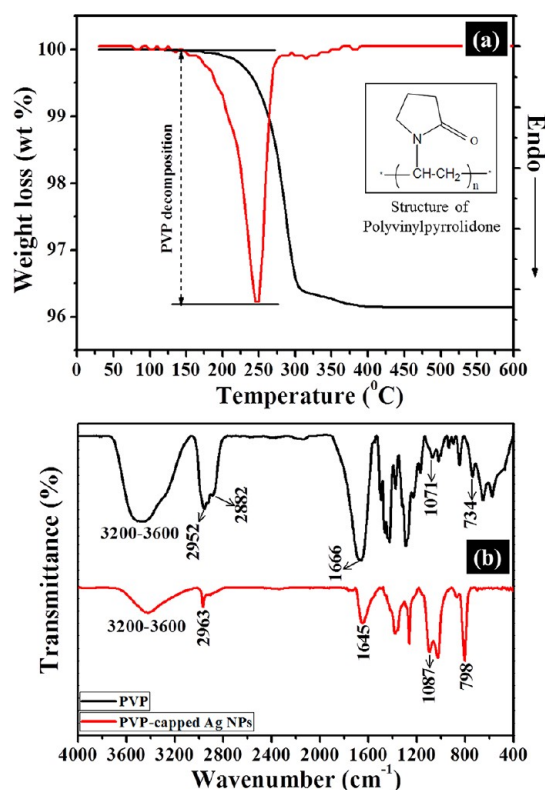 (a)
100
99
98
97
96
Weight loss (wt %)
PVP decomposition
N
O
CH-CH₂
n
Structure of
Polyvinylpyrrolidone
Endo
0 50 100 150 200 250 300 350 400 450 500 550 600
Temperature (⁰C)
(b)
Transmittance (%)
3200-3600
2952
2882
1666
1071
734
3200-3600
2963
1645
1087
798
PVP
PVP-capped Ag NPs
4000 3600 3200 2800 2400 2000 1600 1200 800 400
Wavenumber (cm⁻¹)